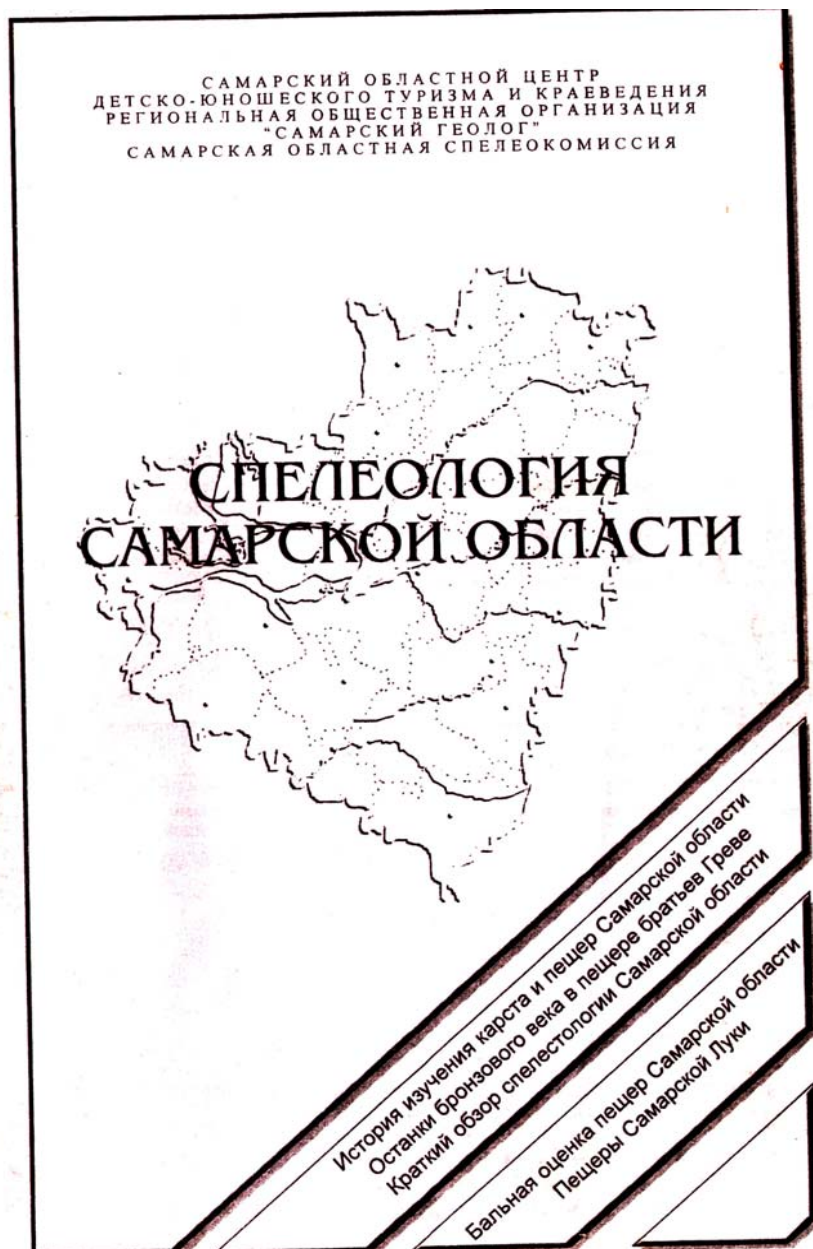 САМАРСКИЙ ОБЛАСТНОЙ ЦЕНТР
ДЕТСКО-ЮНОШЕСКОГО ТУРИЗМА И КРАЕВЕДЕНИЯ
РЕГИОНАЛЬНАЯ ОБЩЕСТВЕННАЯ ОРГАНИЗАЦИЯ
"САМАРСКИЙ ГЕОЛОГ"
САМАРСКАЯ ОБЛАСТНАЯ СПЕЛЕОКОМИССИЯ
СПЕЛЕОЛОГИЯ
САМАРСКОЙ ОБЛАСТИ
История изучения карста и пещер Самарской области
Останки бронзового века в пещере братьев Греве
Краткий обзор спелестологии Самарской области
Бальная оценка пещер Самарской области
Пещеры Самарской Луки